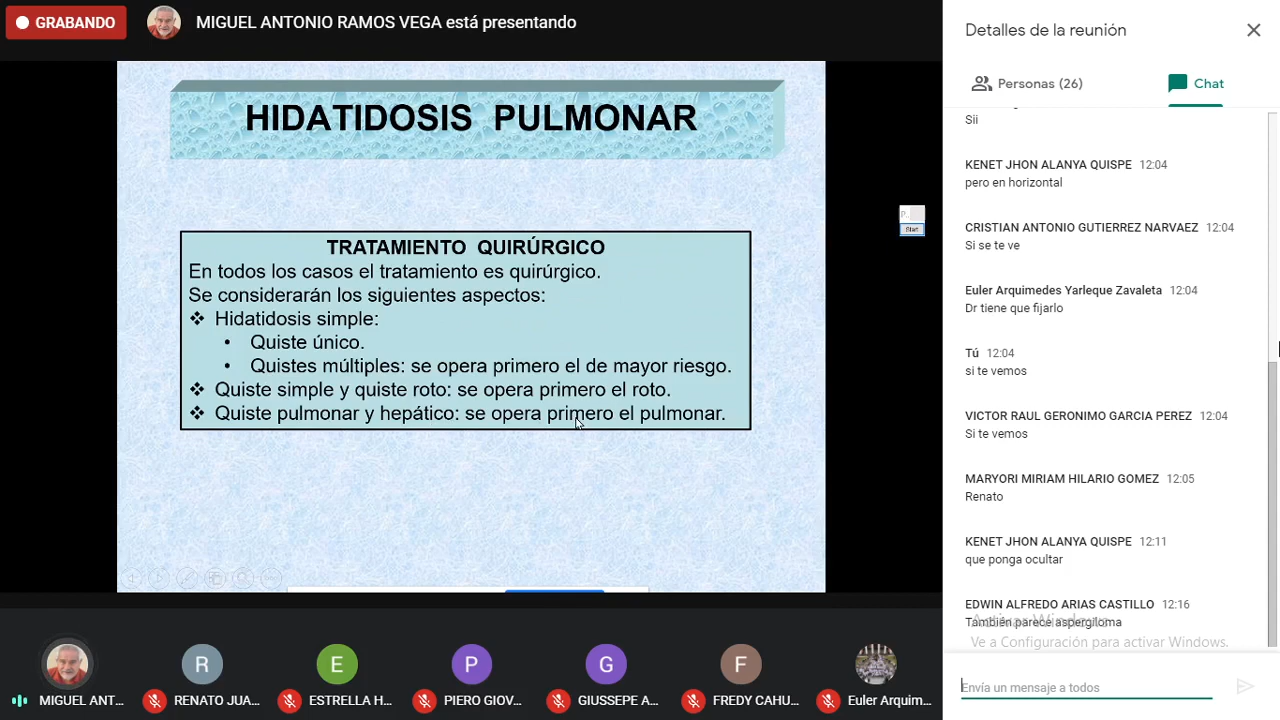 GRABANDO
MIGUEL ANTONIO RAMOS VEGA está presentando
HIDATIDOSIS PULMONAR
TRATAMIENTO QUIRÚRGICO
En todos los casos el tratamiento es quirúrgico.
Se considerarán los siguientes aspectos:
❖ Hidatidosis simple:
• Quiste único.
• Quistes múltiples: se opera primero el de mayor riesgo.
❖ Quiste simple y quiste roto: se opera primero el roto.
❖ Quiste pulmonar y hepático: se opera primero el pulmonar.
Start
MIGUEL ANT...
R
RENATO JUA...
E
ESTRELLA H...
P
PIERO GIOV...
G
GIUSSEPE A...
F
FREDY CAHU...
Euler Arquim...
Detalles de la reunión
Personas (26)
Chat
Sii
KENET JHON ALANYA QUISPE 12:04
pero en horizontal
CRISTIAN ANTONIO GUTIERREZ NARVAEZ 12:04
Si se te ve
Euler Arquimedes Yarleque Zavaleta 12:04
Dr tiene que fijarlo
Tú 12:04
si te vemos
VICTOR RAUL GERONIMO GARCIA PEREZ 12:04
Si te vemos
MARYORI MIRIAM HILARIO GOMEZ 12:05
Renato
KENET JHON ALANYA QUISPE 12:11
que ponga ocultar
EDWIN ALFREDO ARIAS CASTILLO 12:16
También parece aspergiloma
Activar Windows
Ve a Configuración para activar Windows.
Envía un mensaje a todos